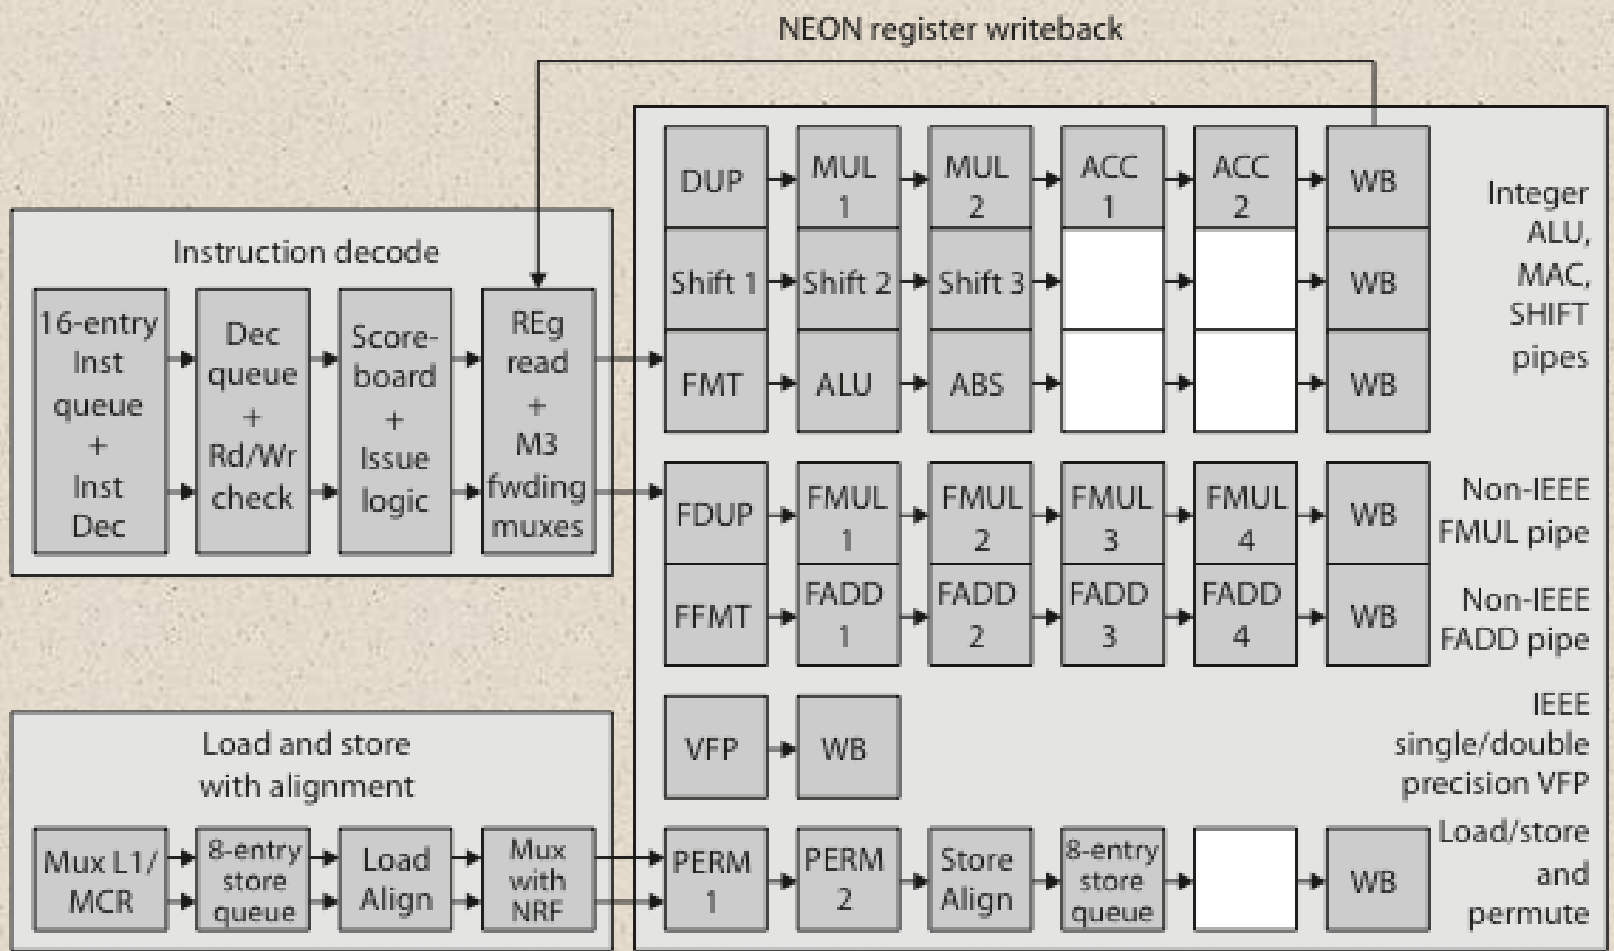 NEON register writeback
Instruction decode
16-entry
Inst
queue
+
Inst
Dec
Dec
queue
+
Rd/Wr
check
Score-
board
+
Issue
logic
REg
read
+
M3
fwding
muxes
DUP
MUL
1
MUL
2
ACC
1
ACC
2
WB
Shift 1
Shift 2
Shift 3
WB
FMT
ALU
ABS
WB
Integer
ALU,
MAC,
SHIFT
pipes
FDUP
FMUL
1
FMUL
2
FMUL
3
FMUL
4
WB
Non-IEEE
FMUL pipe
FFMT
FADD
1
FADD
2
FADD
3
FADD
4
WB
Non-IEEE
FADD pipe
VFP
WB
IEEE
single/double
precision VFP
Load and store
with alignment
Mux L1/
MCR
8-entry
store
queue
Load
Align
Mux
with
NRF
PERM
1
PERM
2
Store
Align
8-entry
store
queue
WB
Load/store
and
permute